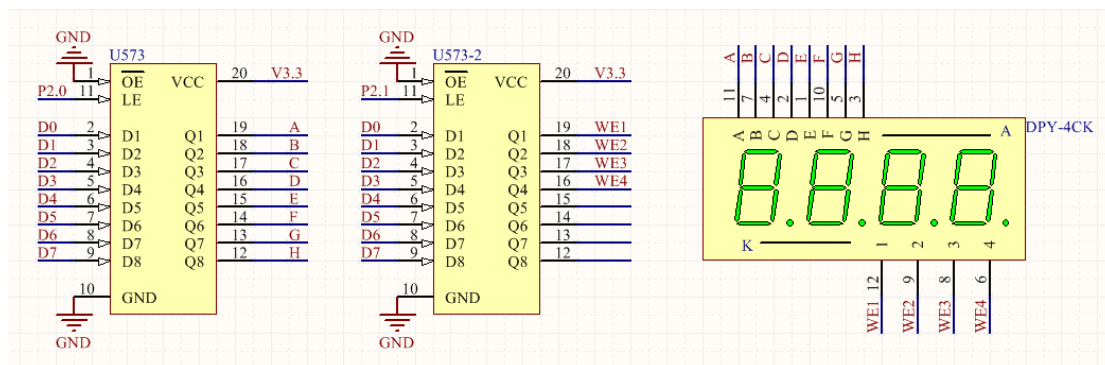 GND
U573
1 OE VCC 20 V3.3
P2.0 11 LE
D0 2 D1 Q1 19 A
D1 3 D2 Q2 18 B
D2 4 D3 Q3 17 C
D3 5 D4 Q4 16 D
D4 6 D5 Q5 15 E
D5 7 D6 Q6 14 F
D6 8 D7 Q7 13 G
D7 9 D8 Q8 12 H
10 GND
GND
GND
U573-2
1 OE VCC 20 V3.3
P2.1 11 LE
D0 2 D1 Q1 19 WE1
D1 3 D2 Q2 18 WE2
D2 4 D3 Q3 17 WE3
D3 5 D4 Q4 16 WE4
D4 6 D5 Q5 15
D5 7 D6 Q6 14
D6 8 D7 Q7 13
D7 9 D8 Q8 12
10 GND
GND
A B C D E F G H
11 7 4 2 1 10 5 3
A B C D E F G H A DPY-4CK
8.8.8.8.
K 1 2 3 4
12 9 8 6
WE1 WE2 WE3 WE4